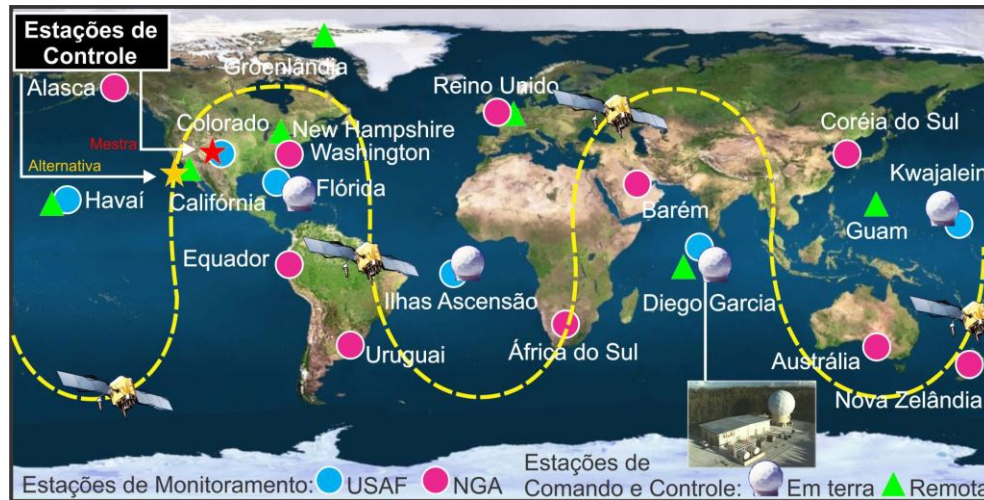 Estações de
Controle
Alasca
Groenlândia
Reino Unido
Colorado
New Hampshire
Washington
Coréia do Sul
Mestra
Alternativa
Havaí
Califórnia
Flórida
Barém
Guam
Kwajalein
Equador
Ilhas Ascensão
Diego Garcia
Uruguai
África do Sul
Austrália
Nova Zelândia
Estações de Monitoramento: USAF NGA
Estações de
Comando e Controle: Em terra Remota